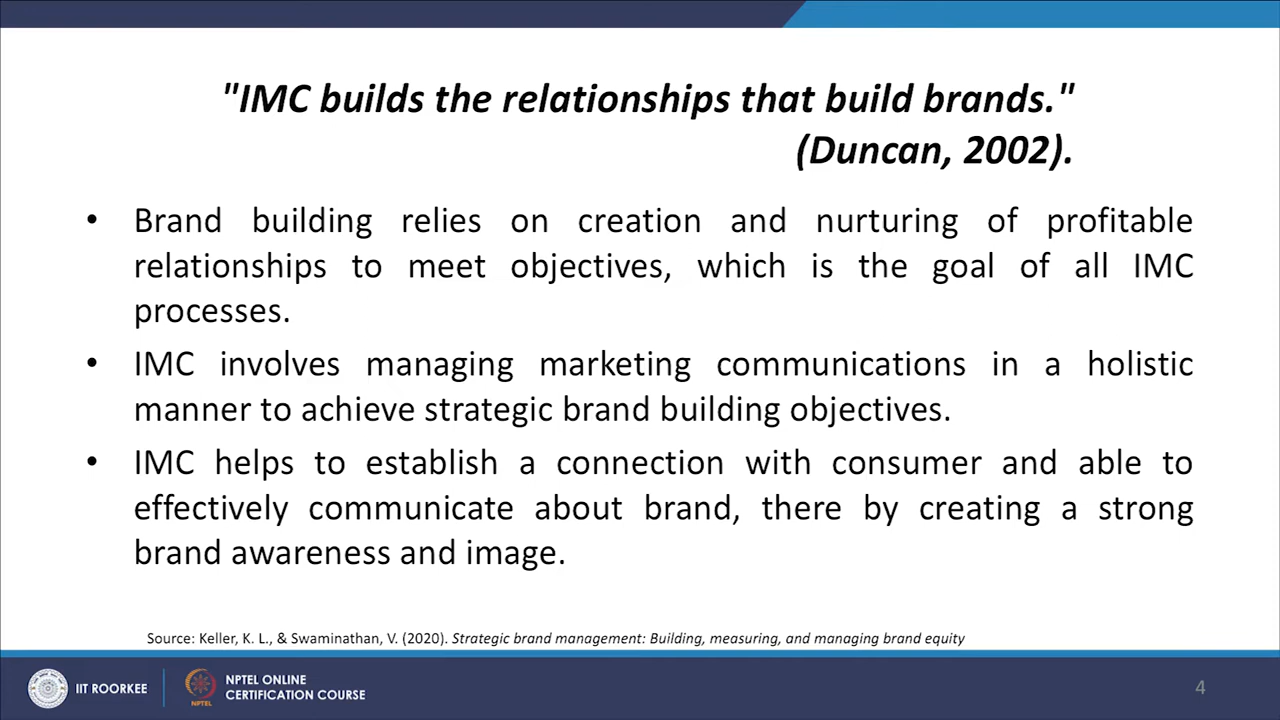 "IMC builds the relationships that build brands."
(Duncan, 2002).
• Brand building relies on creation and nurturing of profitable
relationships to meet objectives, which is the goal of all IMC
processes.
• IMC involves managing marketing communications in a holistic
manner to achieve strategic brand building objectives.
• IMC helps to establish a connection with consumer and able to
effectively communicate about brand, there by creating a strong
brand awareness and image.
Source: Keller, K. L., & Swaminathan, V. (2020). Strategic brand management: Building, measuring, and managing brand equity
IIT ROORKEE
NPTEL
NPTEL ONLINE
CERTIFICATION COURSE
4